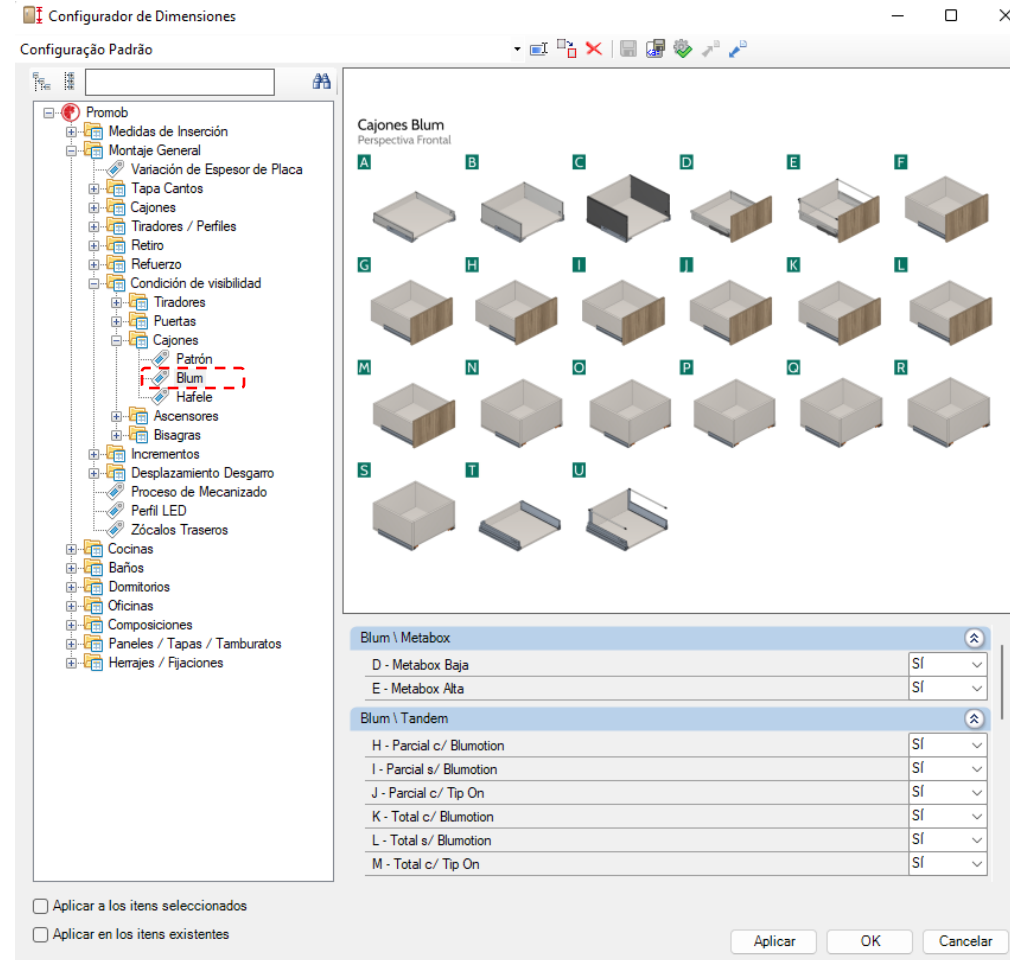 Configurador de Dimensiones
Configuração Padrão
Promob
Medidas de Inserción
Montaje General
Variación de Espesor de Placa
Tapa Cantos
Cajones
Tiradores / Perfiles
Retiro
Refuerzo
Condición de visibilidad
Tiradores
Puertas
Cajones
Patrón
Blum
Hafele
Ascensores
Bisagras
Incrementos
Desplazamiento Desgarro
Proceso de Mecanizado
Perfil LED
Zócalos Traseros
Cocinas
Baños
Dormitorios
Oficinas
Composiciones
Paneles / Tapas / Tamburatos
Herrajes / Fijaciones
Cajones Blum
Perspectiva Frontal
A B C D E F
G H I J K L
M N O P Q R
S T U
Blum \ Metabox
D - Metabox Baja SÍ
E - Metabox Alta SÍ
Blum \ Tandem
H - Parcial c/ Blumotion SÍ
I - Parcial s/ Blumotion SÍ
J - Parcial c/ Tip On SÍ
K - Total c/ Blumotion SÍ
L - Total s/ Blumotion SÍ
M - Total c/ Tip On SÍ
Aplicar a los itens seleccionados
Aplicar en los itens existentes
Aplicar OK Cancelar